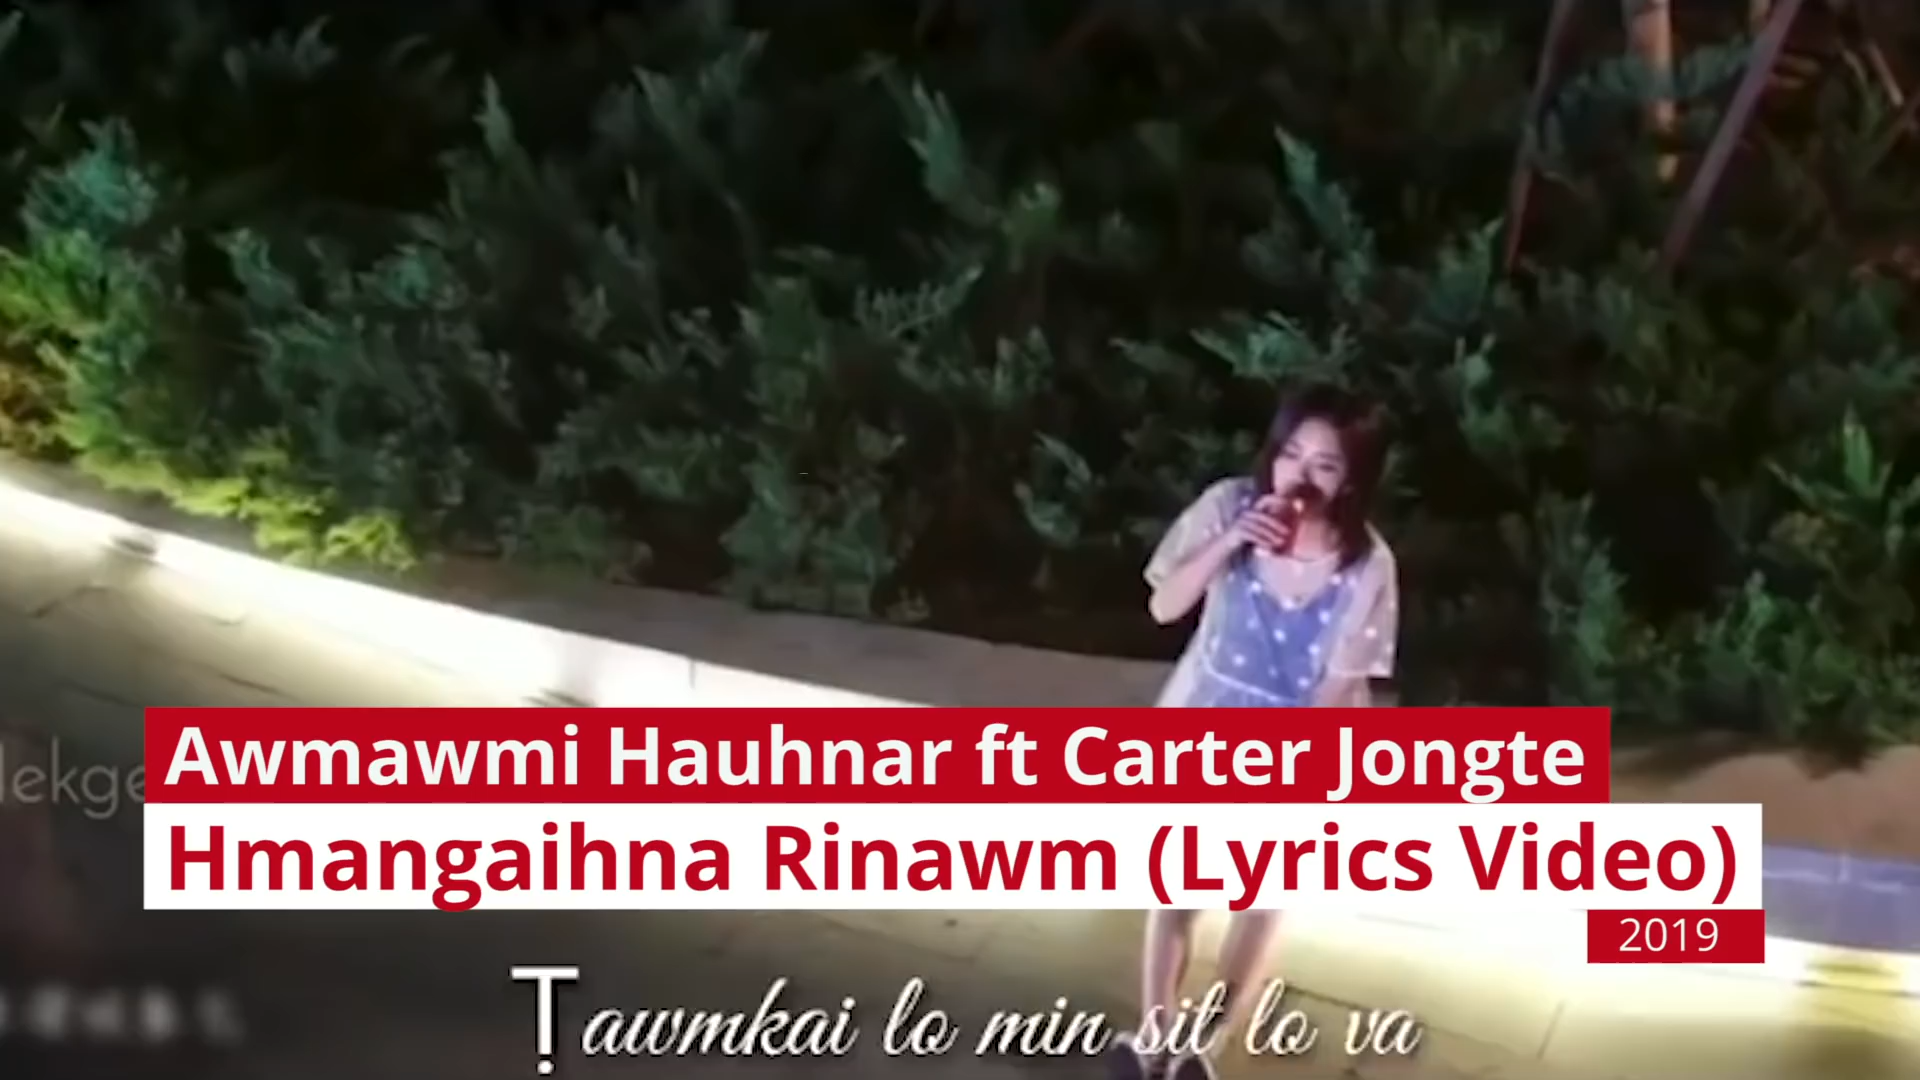 Awmawmi Hauhnar ft Carter Jongte
Hmangaihna Rinawm (Lyrics Video)
2019
Ṭawmkai lo min sit lo va